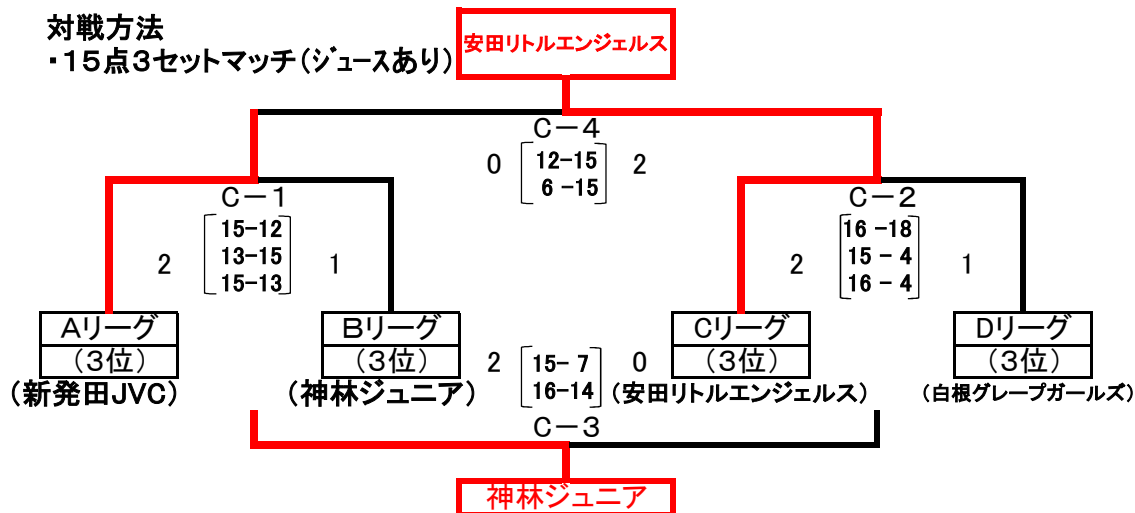 対戦方法
・15点3セットマッチ(ジュースあり)
安田リトルエンジェルス
C－4
0 12-15 2
6 -15
C－1
15-12
2 13-15 1
15-13
C－2
16 -18
2 15 - 4 1
16 - 4
Aリーグ
(3位)
(新発田JVC)
Bリーグ
(3位)
(神林ジュニア)
Cリーグ
(3位)
(安田リトルエンジェルス)
Dリーグ
(3位)
(白根グレープガールズ)
2 15- 7 0
16-14
C－3
神林ジュニア